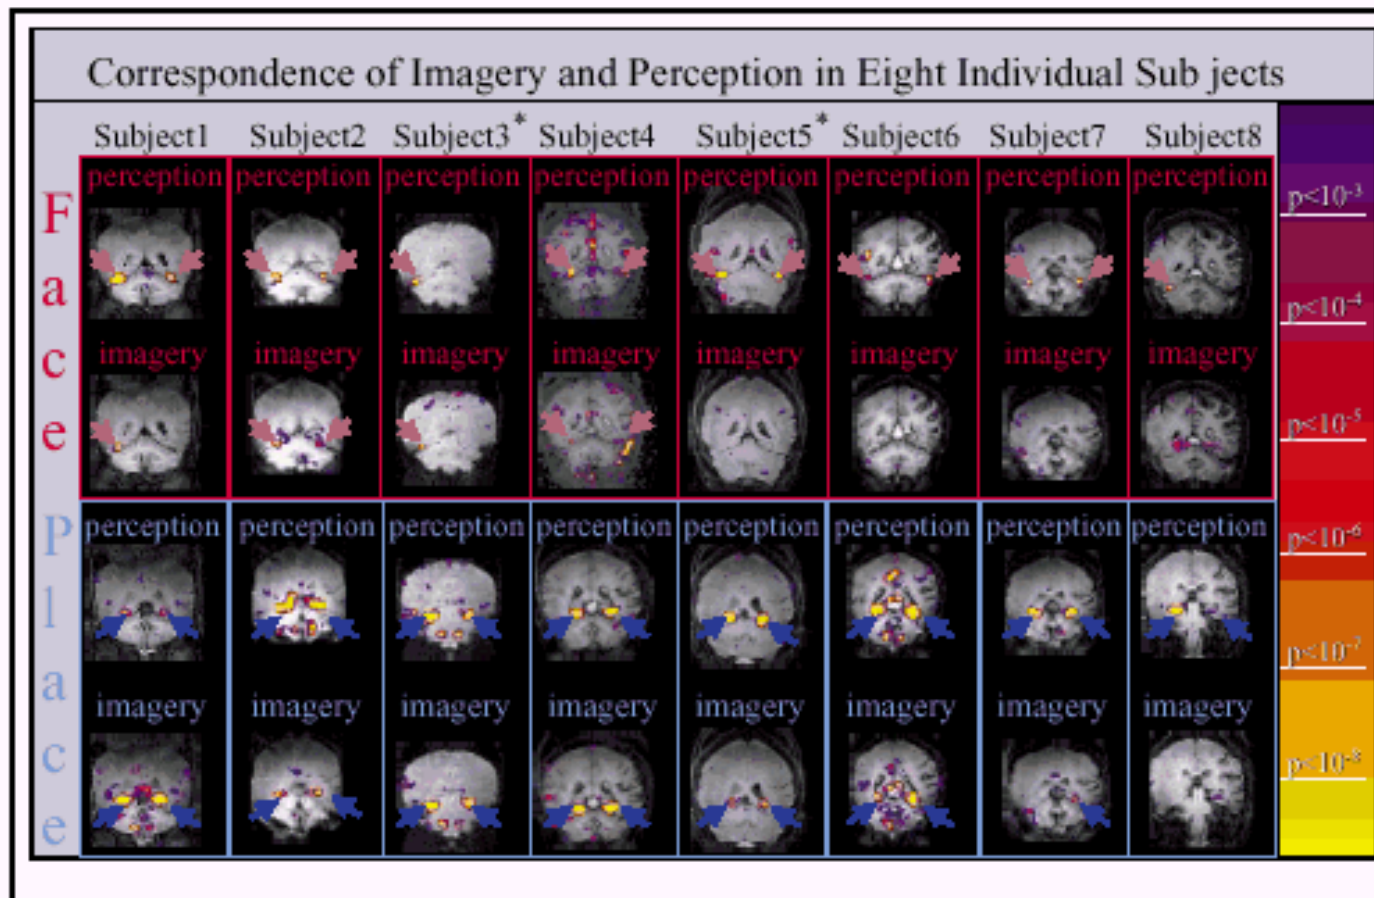 Correspondence of Imagery and Perception in Eight Individual Sub jects
Subject1 Subject2 Subject3* Subject4 Subject5* Subject6 Subject7 Subject8
Face
perception perception perception perception perception perception perception perception
imagery imagery imagery imagery imagery imagery imagery imagery
Place
perception perception perception perception perception perception perception perception
imagery imagery imagery imagery imagery imagery imagery imagery
p<10⁻³
p<10⁻⁴
p<10⁻⁵
p<10⁻⁶
p<10⁻⁷
p<10⁻⁸